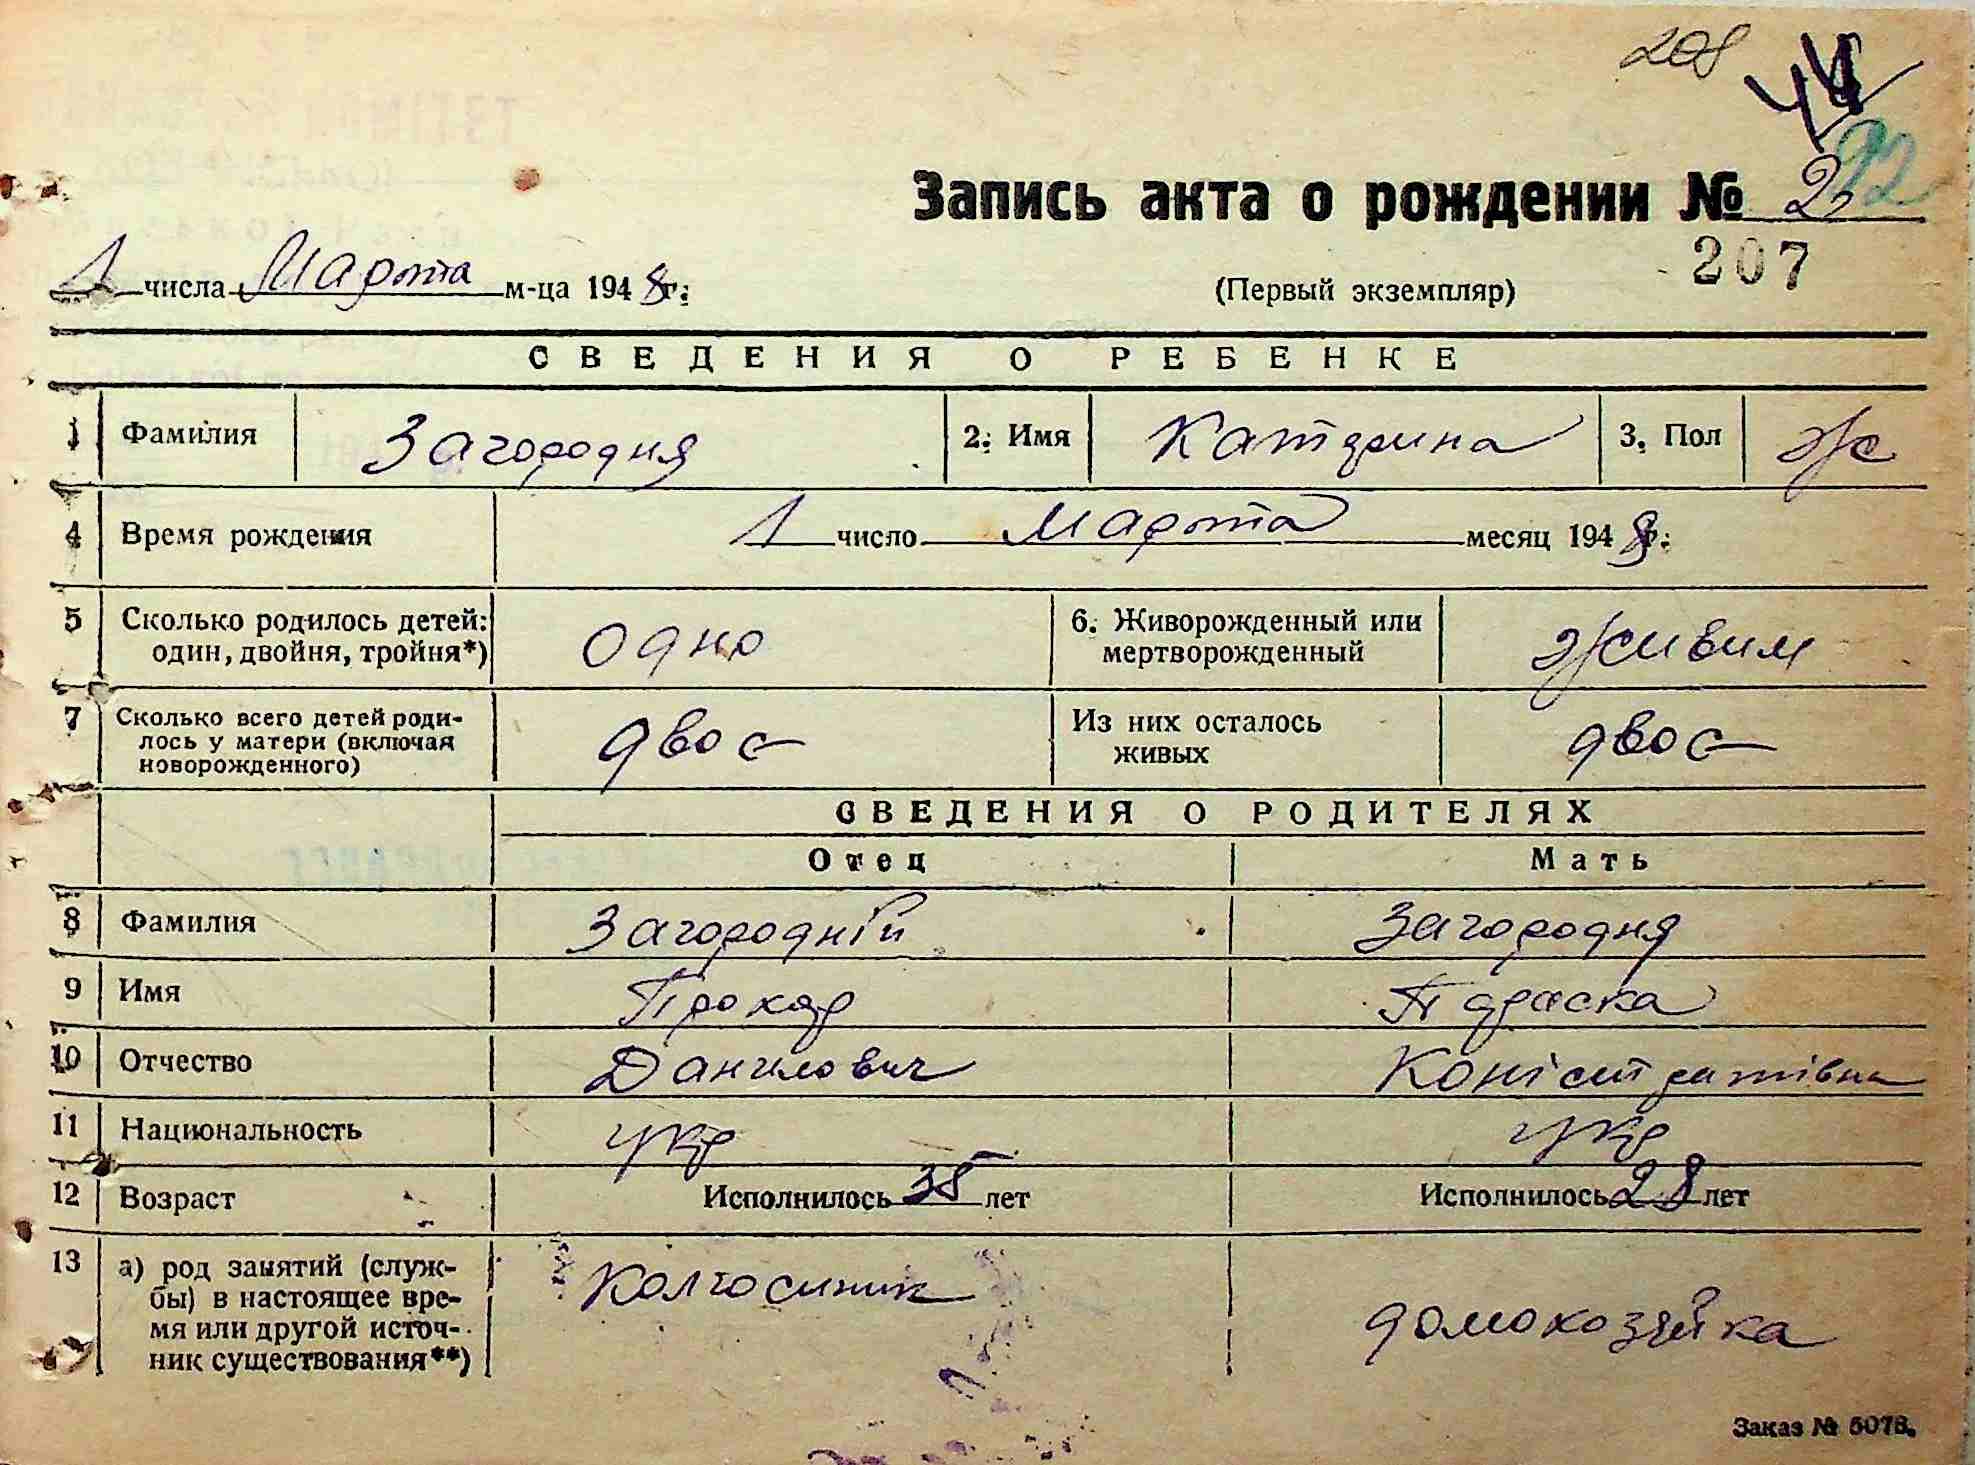 208
44
92
Запись акта о рождении № 2
207
1 числа Марта м-ца 1948 г.
(Первый экземпляр)
СВЕДЕНИЯ О РЕБЕНКЕ
1 Фамилия Загородня 2. Имя Катерина 3. Пол ж
4 Время рождения 1 число Марта месяц 1948 г.
5 Сколько родилось детей: один, двойня, тройня*) Одно 6. Живорожденный или мертворожденный живим
7 Сколько всего детей родилось у матери (включая новорожденного) двоє Из них осталось живых двоє
СВЕДЕНИЯ О РОДИТЕЛЯХ
Отец Мать
8 Фамилия Загородній Загородня
9 Имя Прокар Параска
10 Отчество Данилович
11 Национальность укр укр
12 Возраст Исполнилось 35 лет Исполнилось 28 лет
13 а) род занятий (службы) в настоящее время или другой источник существования**) Колгоспник домохозяйка
Заказ № 5078.